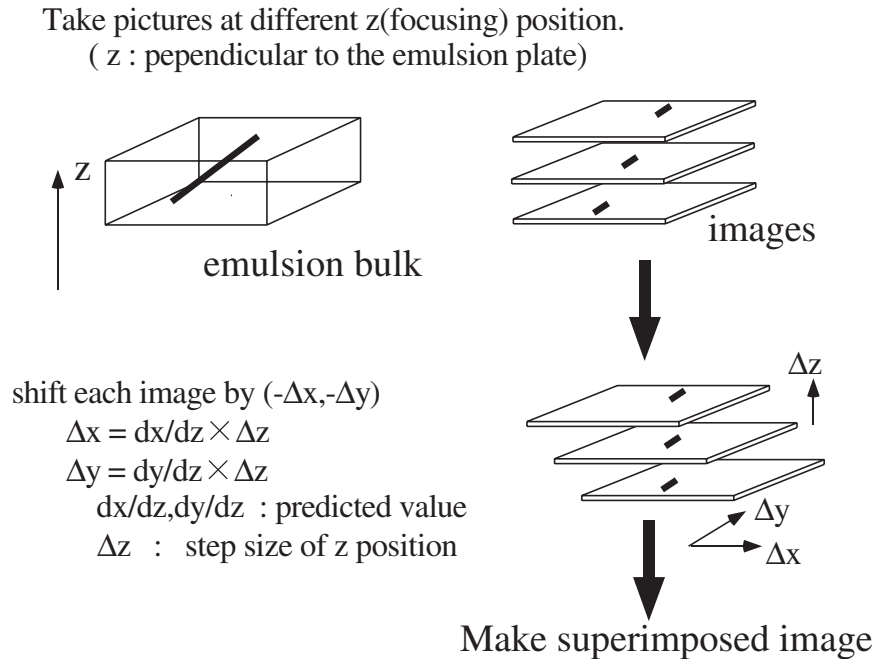 Take pictures at different z(focusing) position.
( z : pependicular to the emulsion plate)
z
emulsion bulk
images
shift each image by (-Δx,-Δy)
Δx = dx/dz × Δz
Δy = dy/dz × Δz
dx/dz,dy/dz : predicted value
Δz : step size of z position
Δz
Δy
Δx
Make superimposed image